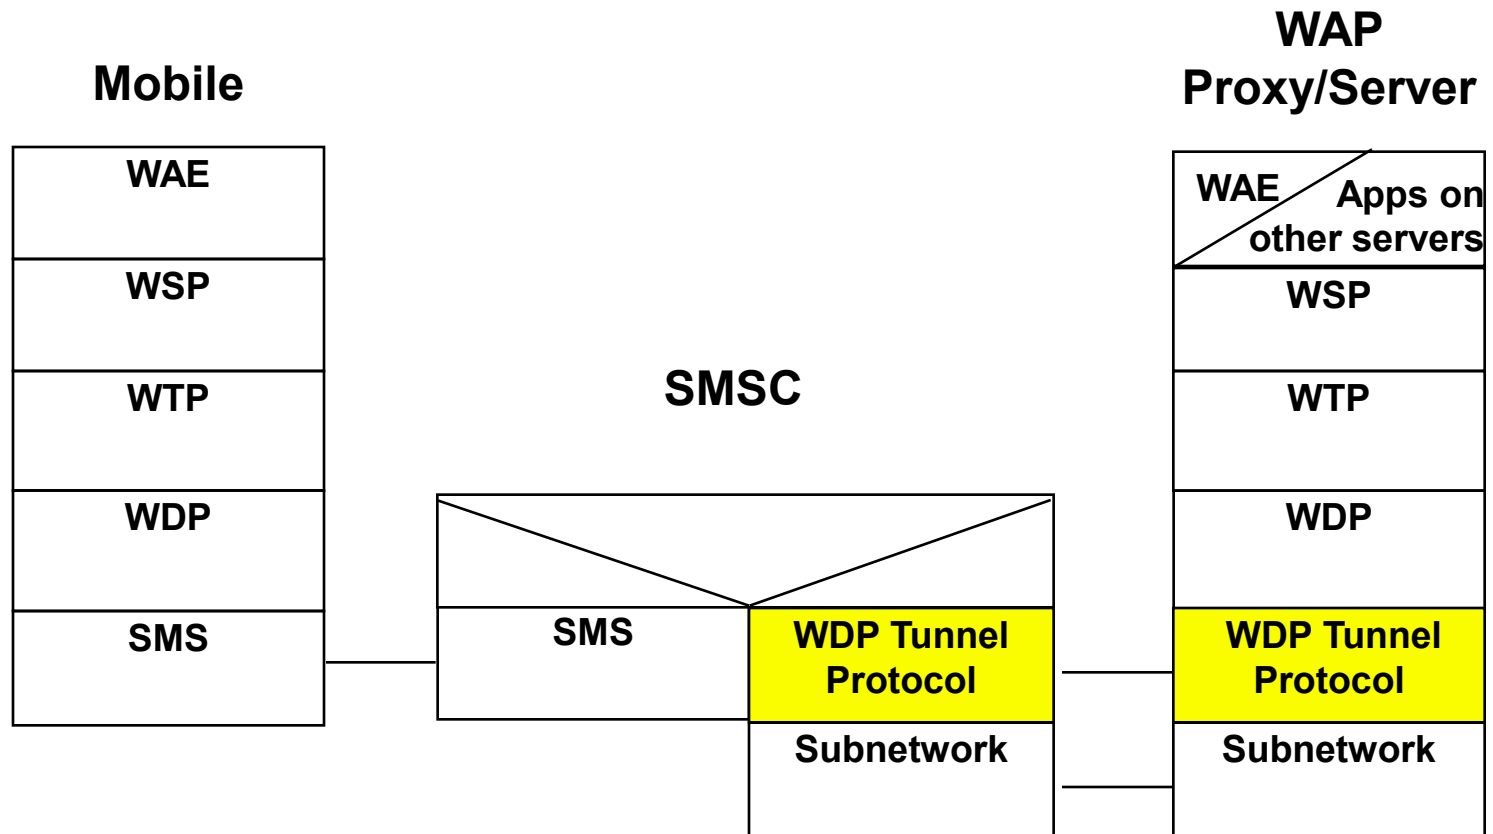 Mobile
WAE
WSP
WTP
WDP
SMS
SMSC
SMS
WDP Tunnel
Protocol
Subnetwork
WAP
Proxy/Server
WAE
Apps on
other servers
WSP
WTP
WDP
WDP Tunnel
Protocol
Subnetwork